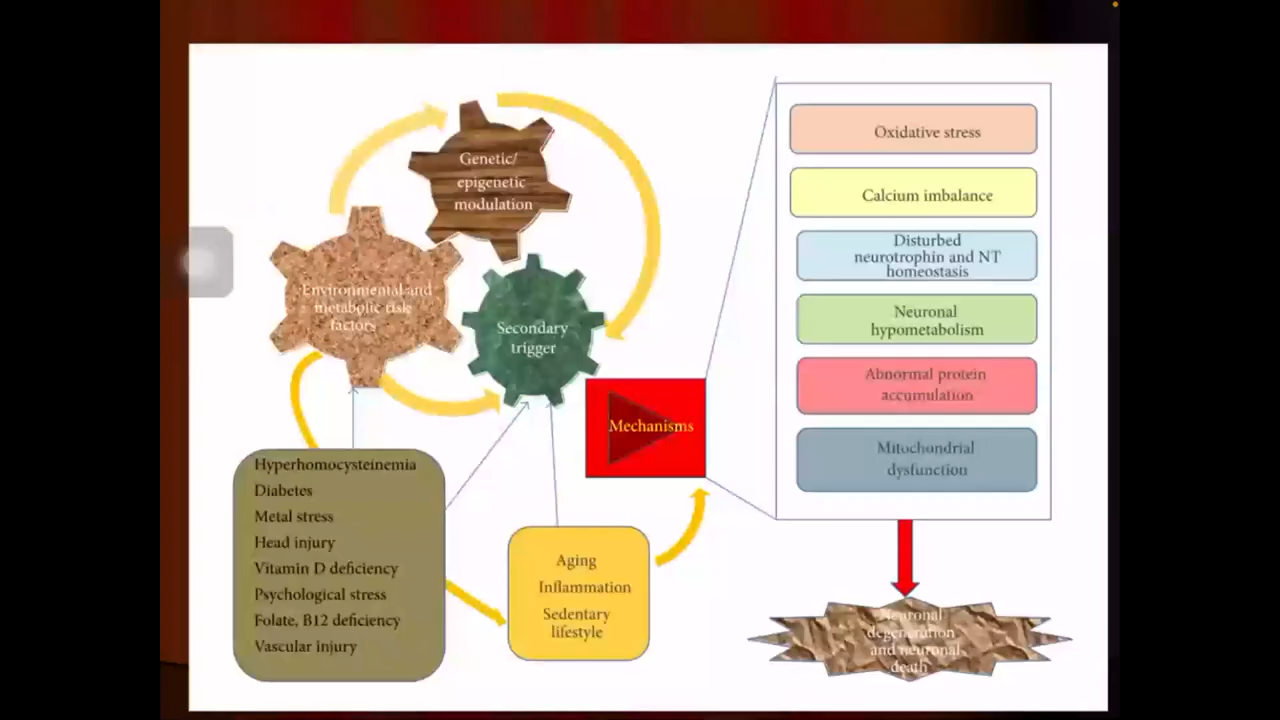 Genetic/
epigenetic
modulation
Environmental and
metabolic risk
factors
Secondary
trigger
Mechanisms
Hyperhomocysteinemia
Diabetes
Metal stress
Head injury
Vitamin D deficiency
Psychological stress
Folate, B12 deficiency
Vascular injury
Aging
Inflammation
Sedentary
lifestyle
Oxidative stress
Calcium imbalance
Disturbed
neurotrophin and NT
homeostasis
Neuronal
hypometabolism
Abnormal protein
accumulation
Mitochondrial
dysfunction
Neuronal
degeneration
and neuronal
death